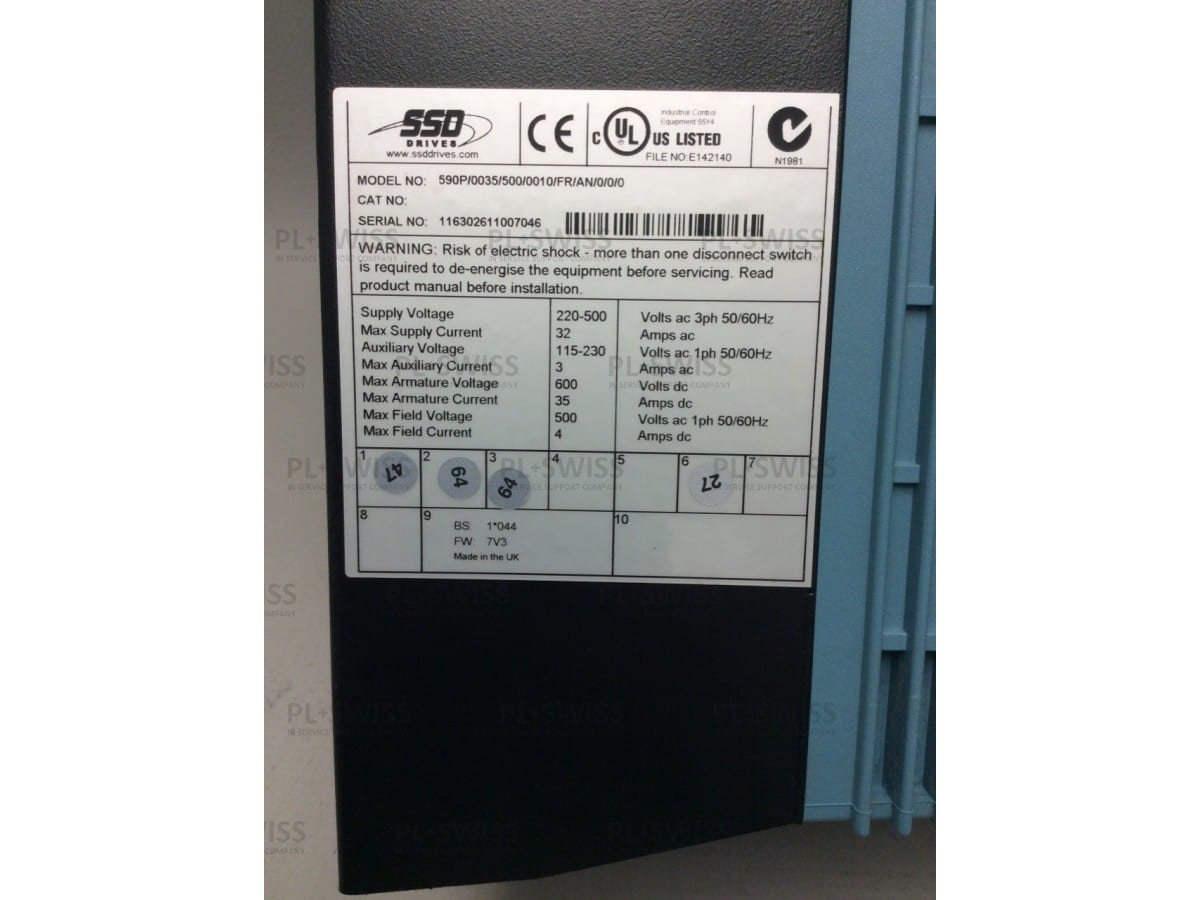 SSD
DRIVES
www.ssddrives.com
CE
C UL US LISTED
Industrial Control
Equipment 55Y4
FILE NO:E142140
N1981
MODEL NO: 590P/0035/500/0010/FR/AN/0/0/0
CAT NO:
SERIAL NO: 116302611007046
WARNING: Risk of electric shock - more than one disconnect switch
is required to de-energise the equipment before servicing. Read
product manual before installation.
Supply Voltage 220-500 Volts ac 3ph 50/60Hz
Max Supply Current 32 Amps ac
Auxiliary Voltage 115-230 Volts ac 1ph 50/60Hz
Max Auxiliary Current 3 Amps ac
Max Armature Voltage 600 Volts dc
Max Armature Current 35 Amps dc
Max Field Voltage 500 Volts ac 1ph 50/60Hz
Max Field Current 4 Amps dc
1 47 2 64 3 64 4 5 6 27 7
8 9 10
BS: 1*044
FW: 7V3
Made in the UK
PL+SWISS
IN SERVICE SUPPORT COMPANY